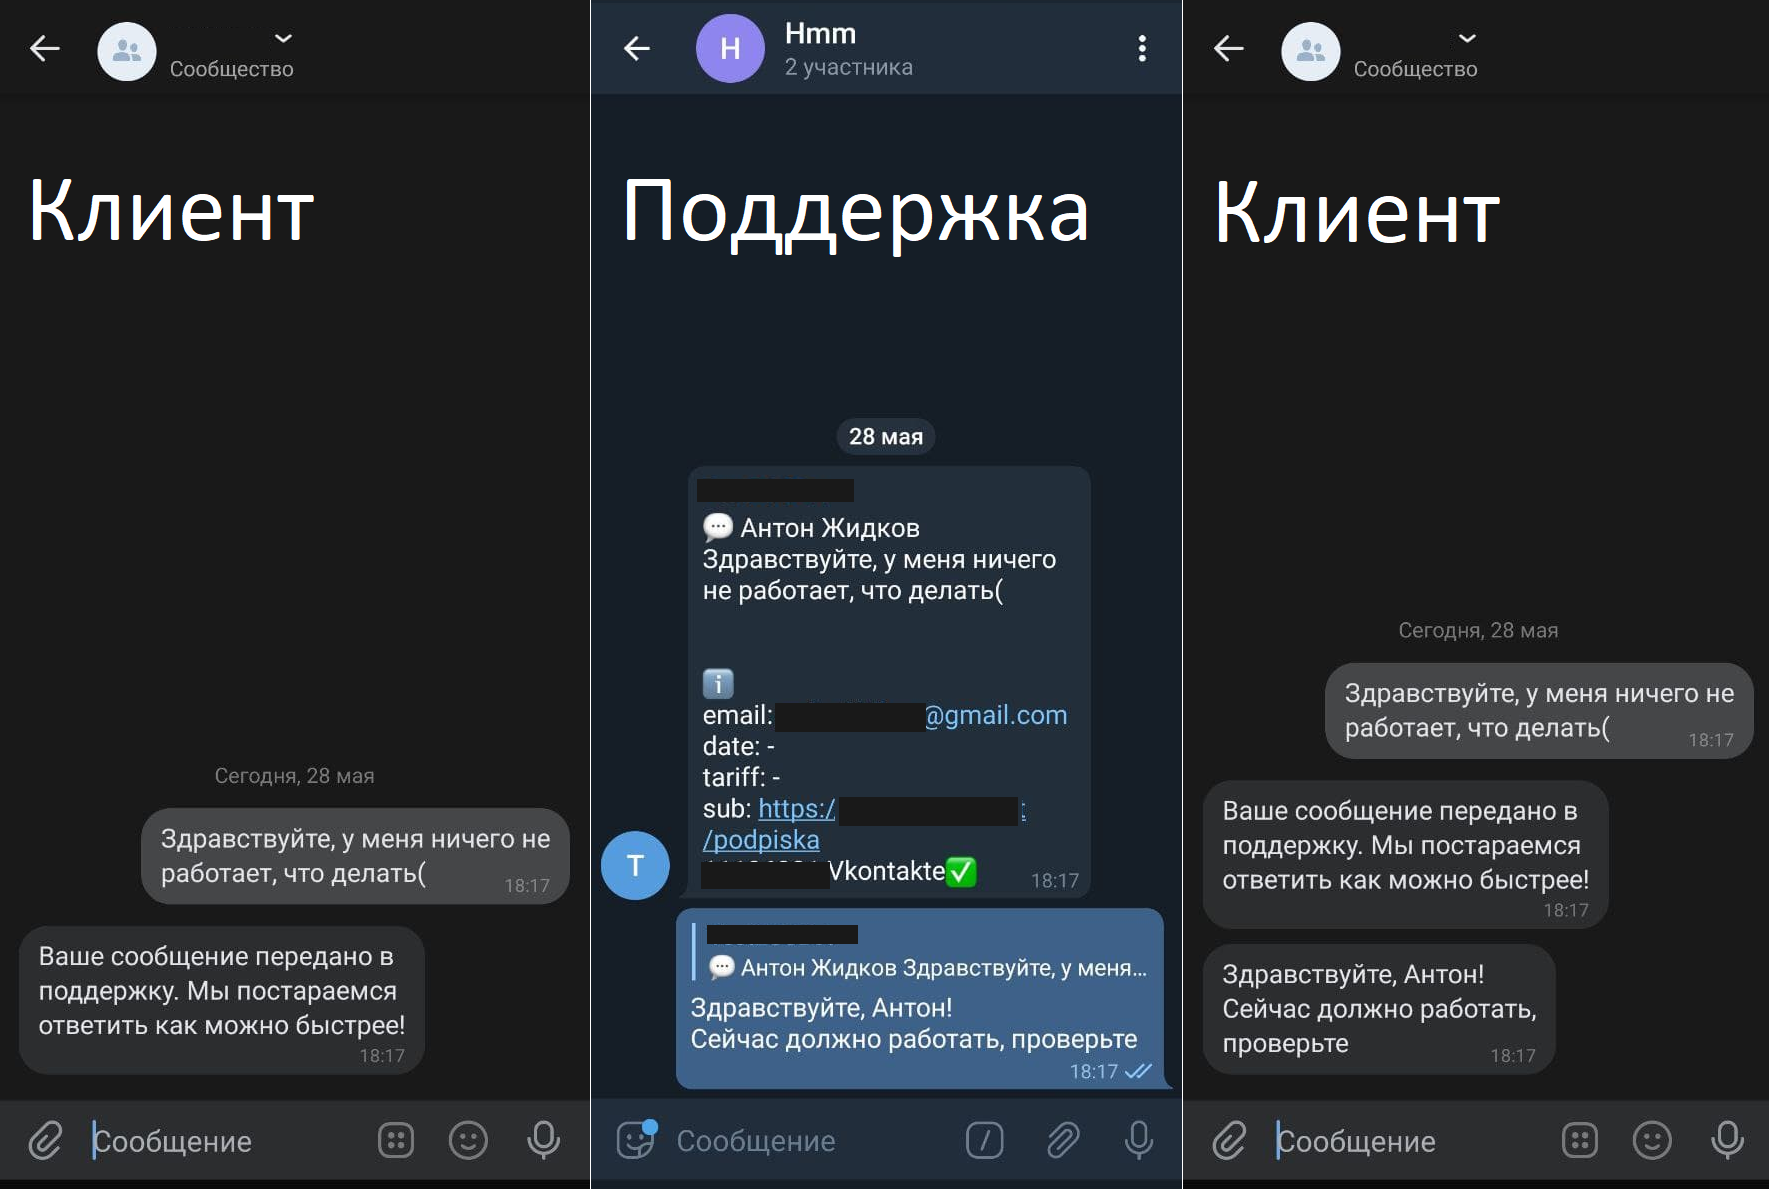 Сообщество
Клиент
Сегодня, 28 мая
Здравствуйте, у меня ничего не
работает, что делать(
18:17
Ваше сообщение передано в
поддержку. Мы постараемся
ответить как можно быстрее!
18:17
Сообщение
H
Hmm
2 участника
Поддержка
28 мая
Антон Жидков
Здравствуйте, у меня ничего
не работает, что делать(
i
email: @gmail.com
date: -
tariff: -
sub: https:/
/podpiska
Vkontakte
18:17
T
Антон Жидков Здравствуйте, у меня...
Здравствуйте, Антон!
Сейчас должно работать, проверьте
18:17
Сообщение
Сообщество
Клиент
Сегодня, 28 мая
Здравствуйте, у меня ничего не
работает, что делать(
18:17
Ваше сообщение передано в
поддержку. Мы постараемся
ответить как можно быстрее!
18:17
Здравствуйте, Антон!
Сейчас должно работать,
проверьте
18:17
Сообщение